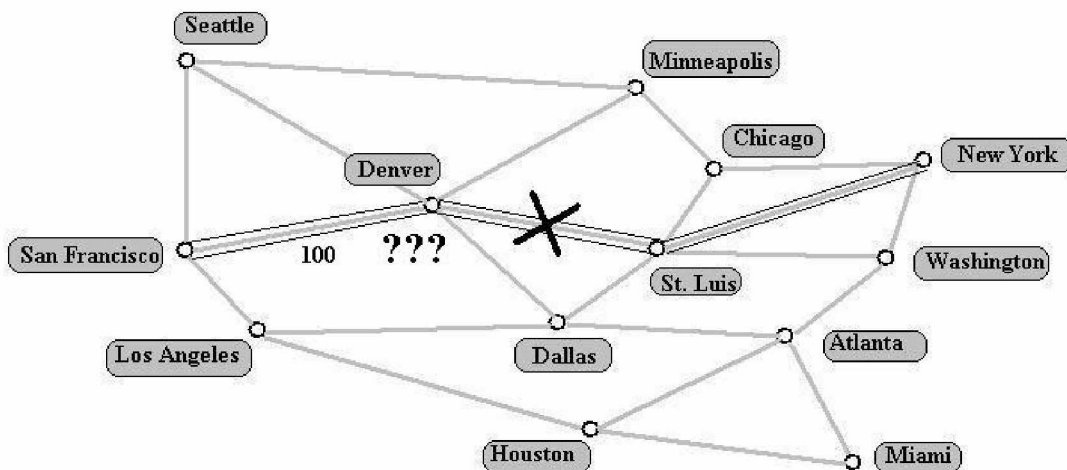 Seattle
Minneapolis
Chicago
New York
Denver
San Francisco
100
???
St. Luis
Washington
Los Angeles
Dallas
Atlanta
Houston
Miami